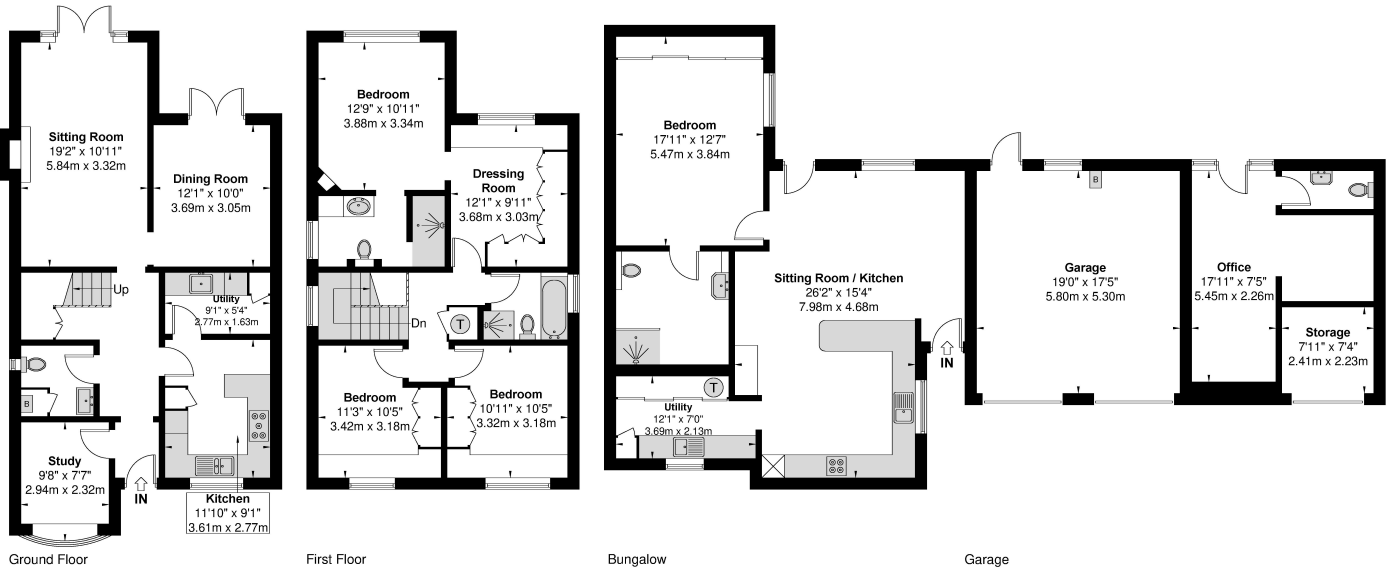 Sitting Room
19'2" x 10'11"
5.84m x 3.32m
Dining Room
12'1" x 10'0"
3.69m x 3.05m
Up
Utility
9'1" x 5'4"
2.77m x 1.63m
B
Study
9'8" x 7'7"
2.94m x 2.32m
IN
Kitchen
11'10" x 9'1"
3.61m x 2.77m
Ground Floor
Bedroom
12'9" x 10'11"
3.88m x 3.34m
Dressing
Room
12'1" x 9'11"
3.68m x 3.03m
Dn
T
Bedroom
11'3" x 10'5"
3.42m x 3.18m
Bedroom
10'11" x 10'5"
3.32m x 3.18m
First Floor
Bedroom
17'11" x 12'7"
5.47m x 3.84m
Sitting Room / Kitchen
26'2" x 15'4"
7.98m x 4.68m
IN
T
Utility
12'1" x 7'0"
3.69m x 2.13m
Bungalow
B
Garage
19'0" x 17'5"
5.80m x 5.30m
Office
17'11" x 7'5"
5.45m x 2.26m
Storage
7'11" x 7'4"
2.41m x 2.23m
Garage